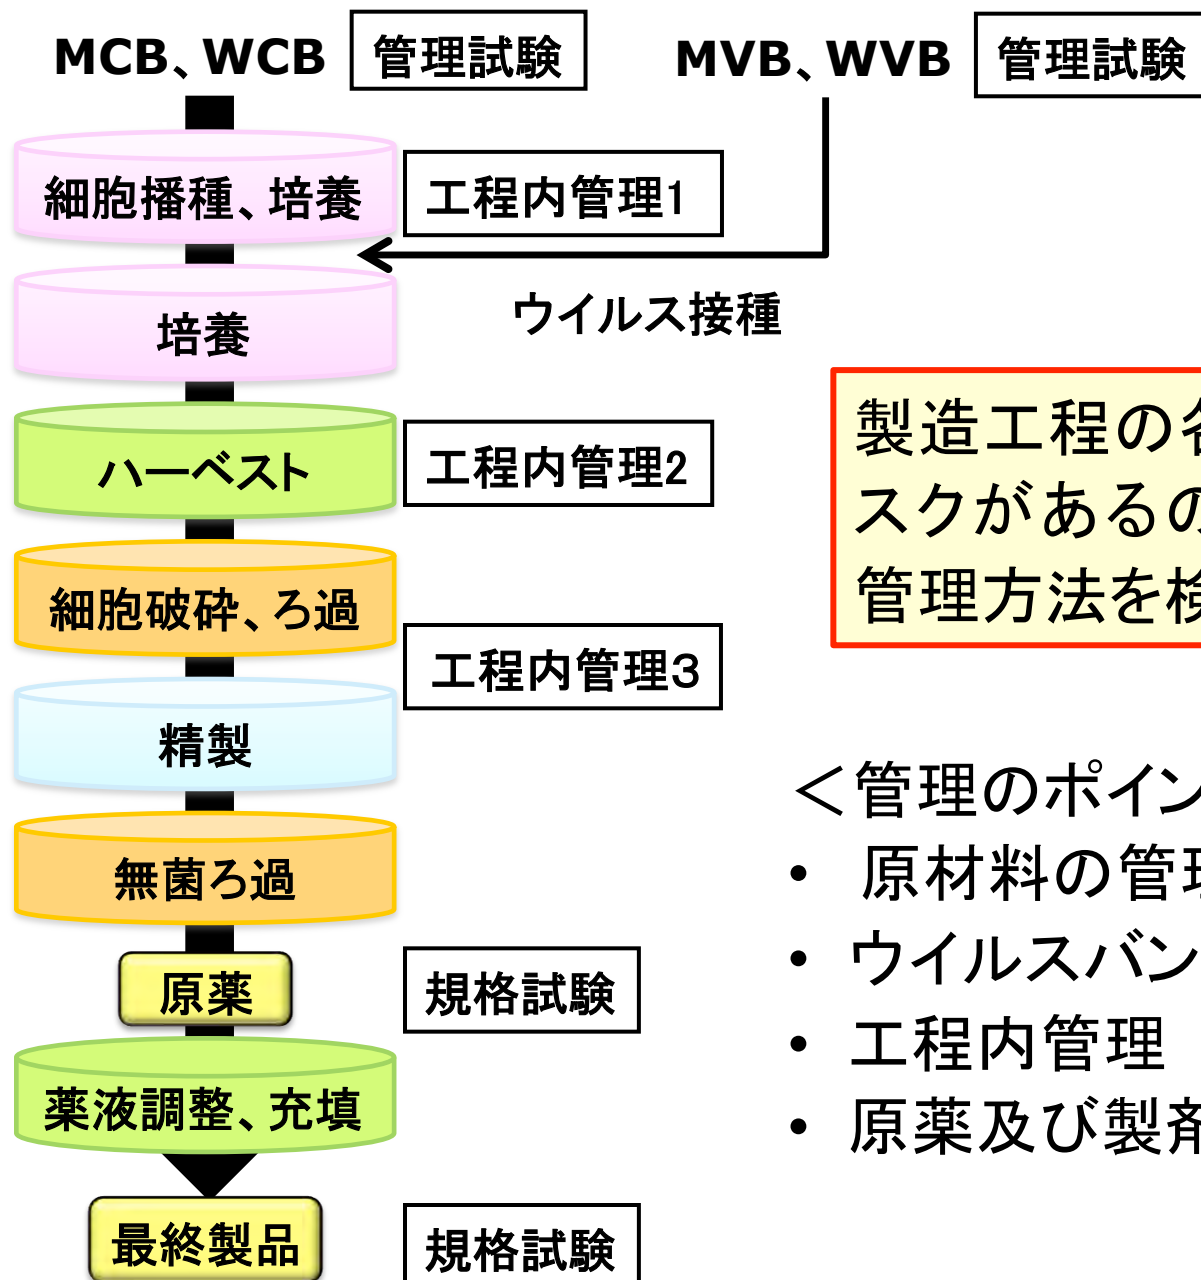 MCB、WCB
管理試験
MVB、WVB
管理試験
細胞播種、培養
工程内管理1
ウイルス接種
培養
ハーベスト
工程内管理2
製造工程の
スクがあるの
管理方法を検
細胞破砕、ろ過
工程内管理３
精製
＜管理のポイン
• 原材料の管理
無菌ろ過
• ウイルスバン
原薬
規格試験
• 工程内管理
• 原薬及び製剤
薬液調整、充填
最終製品
規格試験